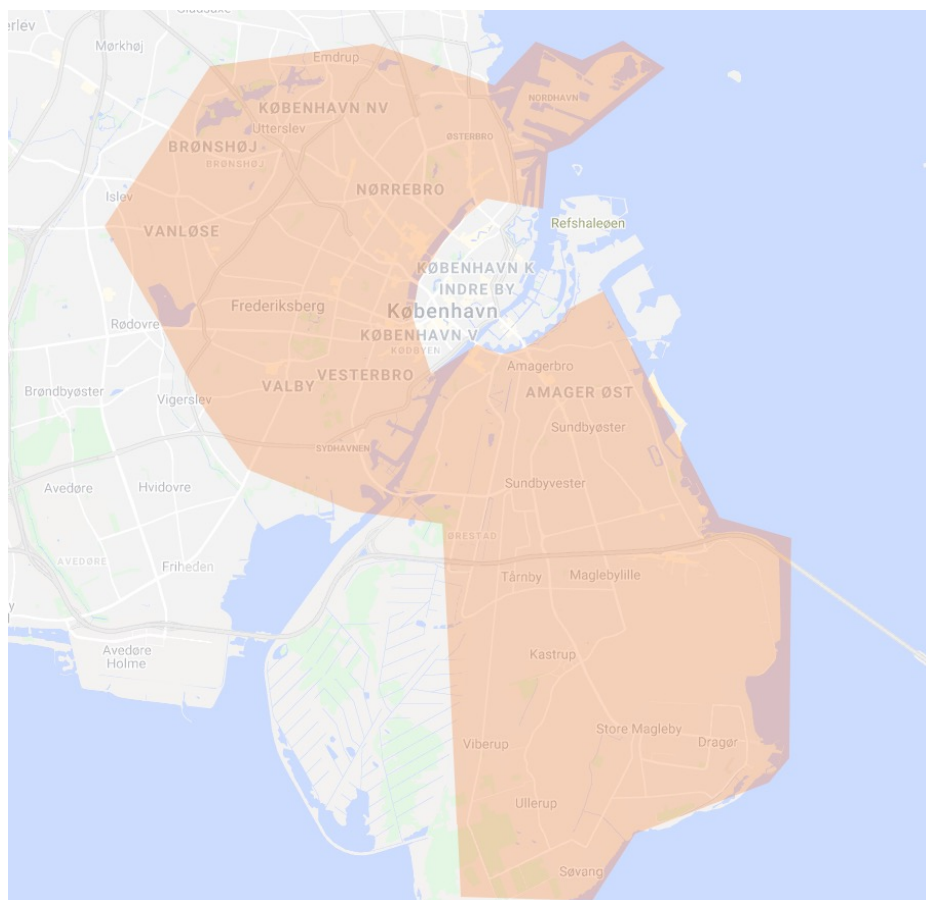 Mørkhøj
Emdrup
KØBENHAVN NV
Utterslev
NORDHAVN
ØSTERBRO
BRØNSHØJ
BRØNSHØJ
Islev
NØRREBRO
VANLØSE
Refshaleøen
KØBENHAVN K
INDRE BY
Frederiksberg
København
Rødovre
KØBENHAVN V
KØDBYEN
Amagerbro
VESTERBRO
VALBY
Brøndbyøster
AMAGER ØST
Vigerslev
Sundbyøster
SYDHAVNEN
Avedøre
Hvidovre
Sundbyvester
ØRESTAD
AVEDØRE
Friheden
Tårnby
Maglebylille
Avedøre
Holme
Kastrup
Store Magleby
Viberup
Dragør
Ullerup
Søvang